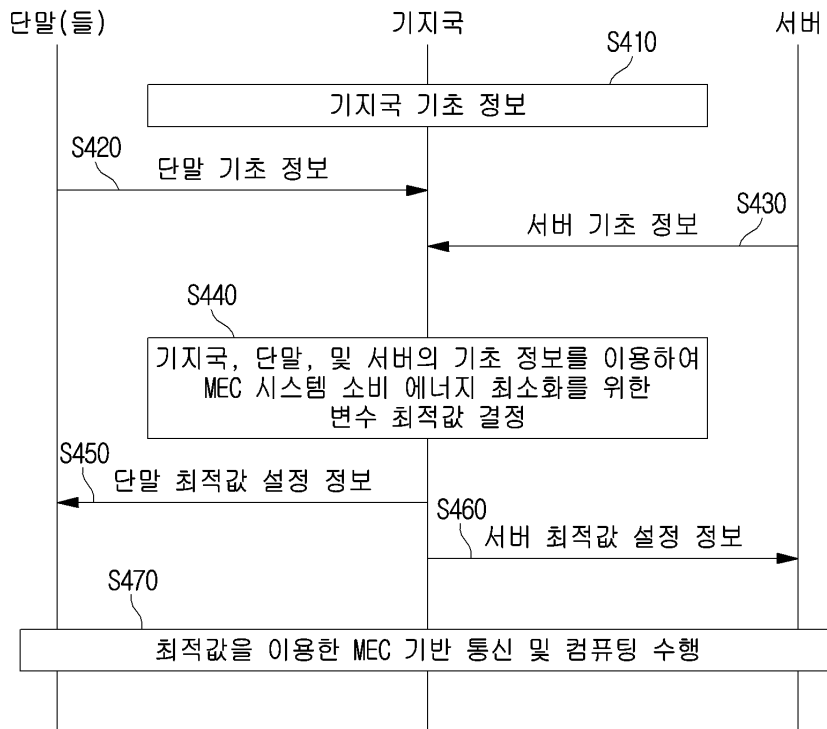 단말(들)
기지국
서버
S410
기지국 기초 정보
S420
단말 기초 정보
S430
서버 기초 정보
S440
기지국, 단말, 및 서버의 기초 정보를 이용하여
MEC 시스템 소비 에너지 최소화를 위한
변수 최적값 결정
S450
단말 최적값 설정 정보
S460
서버 최적값 설정 정보
S470
최적값을 이용한 MEC 기반 통신 및 컴퓨팅 수행